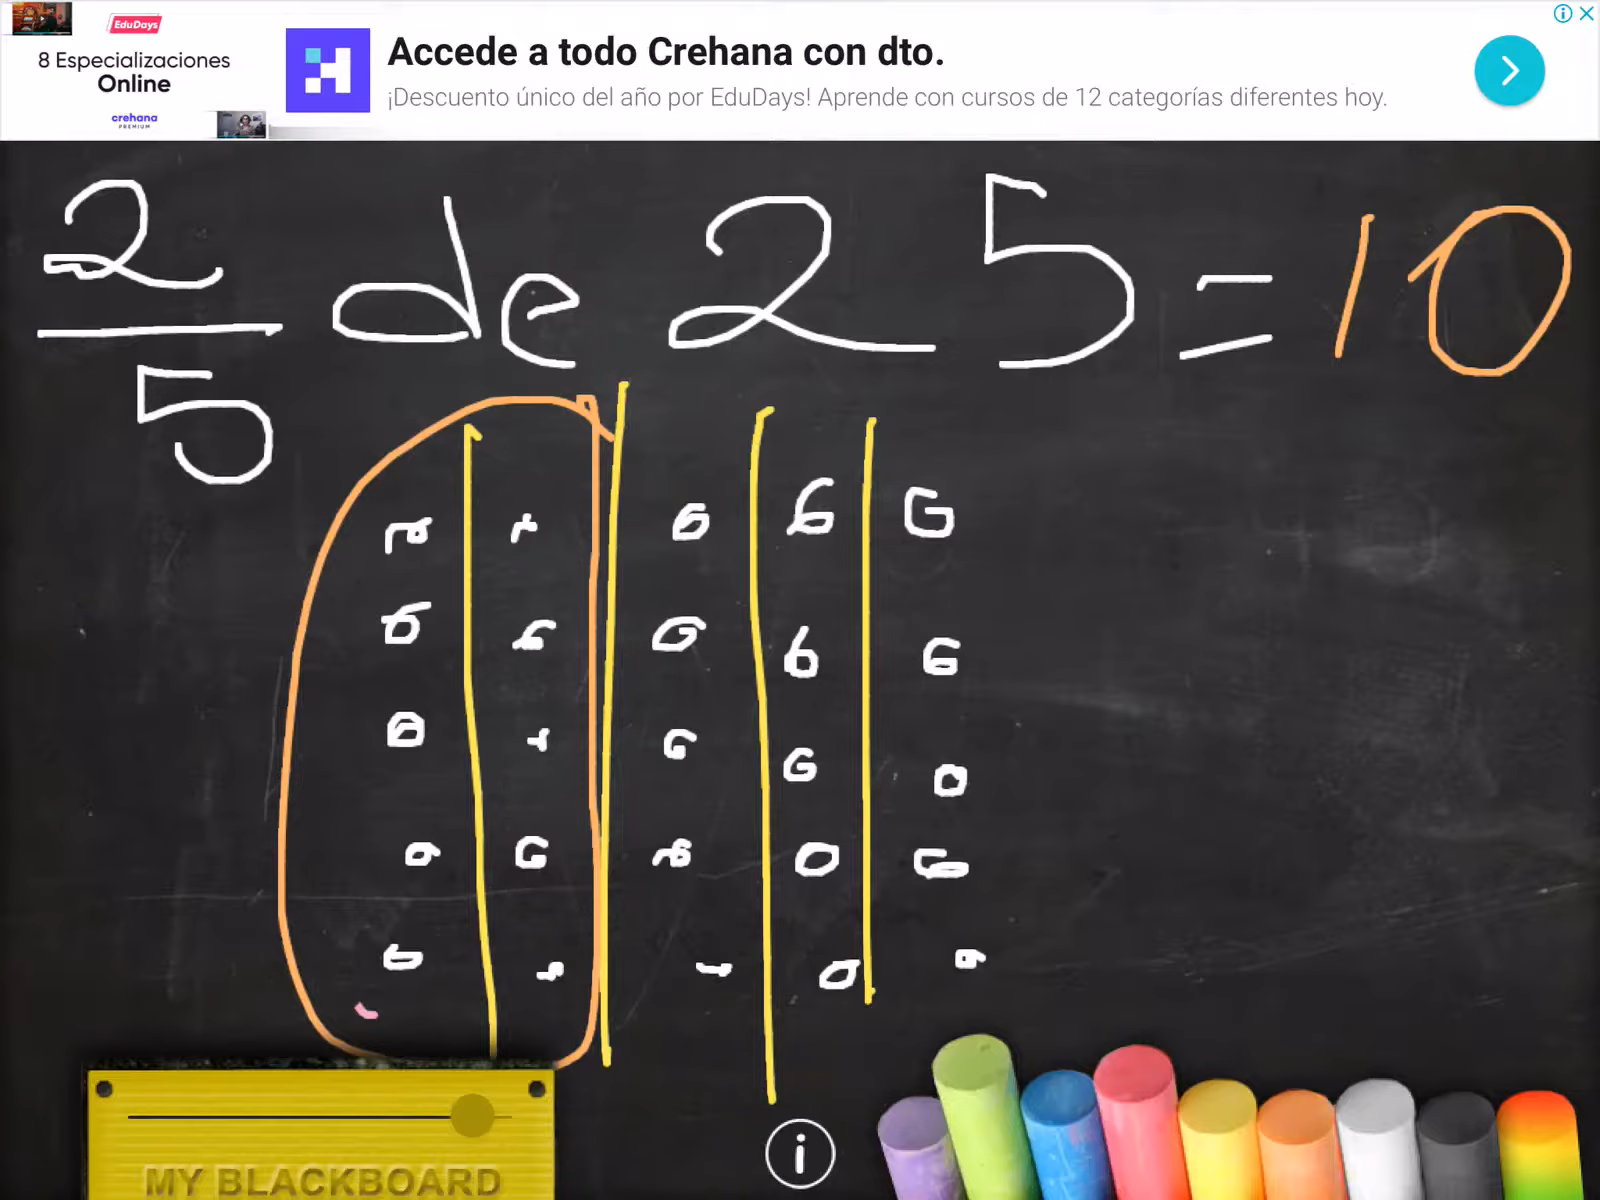 EduDays
8 Especializaciones
Online
crehana
PREMIUM
Accede a todo Crehana con dto.
¡Descuento único del año por EduDays! Aprende con cursos de 12 categorías diferentes hoy.
2/5 de 25 = 10
MY BLACKBOARD